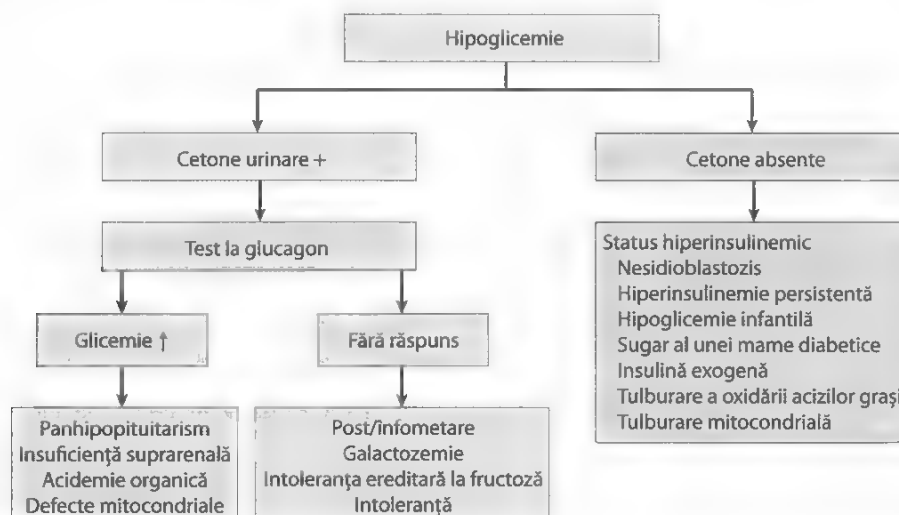 Hipoglicemie
Cetone urinare +
Cetone absente
Test la glucagon
Glicemie ↑
Fără răspuns
Panhipopituitarism
Insuficiență suprarenală
Acidemie organică
Defecte mitocondriale
Post/infometare
Galactozemie
Intoleranța ereditară la fructoză
Intoleranță
Status hiperinsulinemic
Nesidioblastozis
Hiperinsulinemie persistentă
Hipoglicemie infantilă
Sugar al unei mame diabetice
Insulină exogenă
Tulburare a oxidării acizilor grași
Tulburare mitocondrială